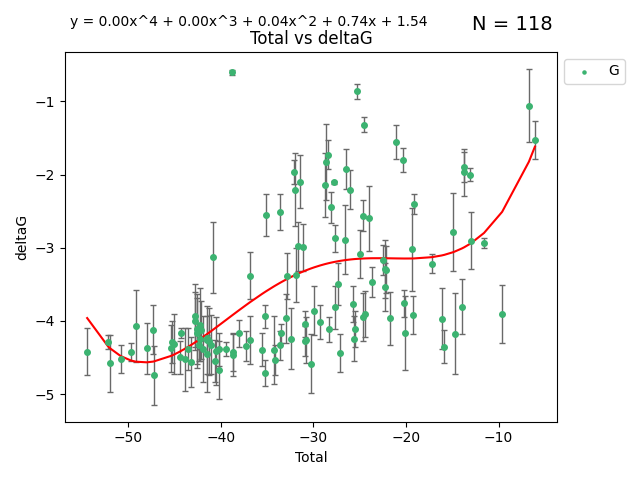 y = 0.00x^4 + 0.00x^3 + 0.04x^2 + 0.74x + 1.54
N = 118
Total vs deltaG
G
−1
−2
−3
−4
−5
deltaG
−50 −40 −30 −20 −10
Total